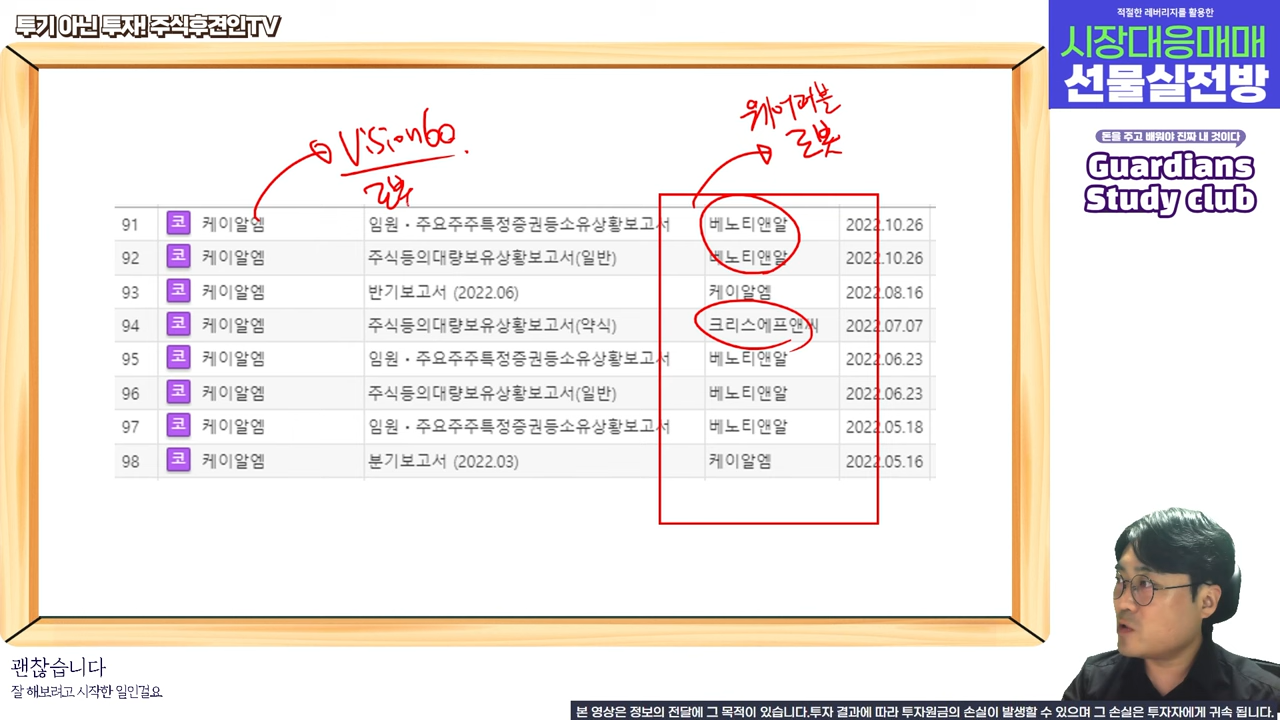 투기 아닌 투자! 주식후견인TV
적절한 레버리지를 활용한
시장대응매매
선물실전방
돈을 주고 배워야 진짜 내 것이다
Guardians
Study club
Vision60.
로봇
웨어러블
로봇
91 코 케이알엠 임원・주요주주특정증권등소유상황보고서 베노티앤알 2022.10.26
92 코 케이알엠 주식등의대량보유상황보고서(일반) 베노티앤알 2022.10.26
93 코 케이알엠 반기보고서 (2022.06) 케이알엠 2022.08.16
94 코 케이알엠 주식등의대량보유상황보고서(약식) 크리스에프앤씨 2022.07.07
95 코 케이알엠 임원・주요주주특정증권등소유상황보고서 베노티앤알 2022.06.23
96 코 케이알엠 주식등의대량보유상황보고서(일반) 베노티앤알 2022.06.23
97 코 케이알엠 임원・주요주주특정증권등소유상황보고서 베노티앤알 2022.05.18
98 코 케이알엠 분기보고서 (2022.03) 케이알엠 2022.05.16
괜찮습니다
잘 해보려고 시작한 일인걸요
본 영상은 정보의 전달에 그 목적이 있습니다.투자 결과에 따라 투자원금의 손실이 발생할 수 있으며 그 손실은 투자자에게 귀속 됩니다.